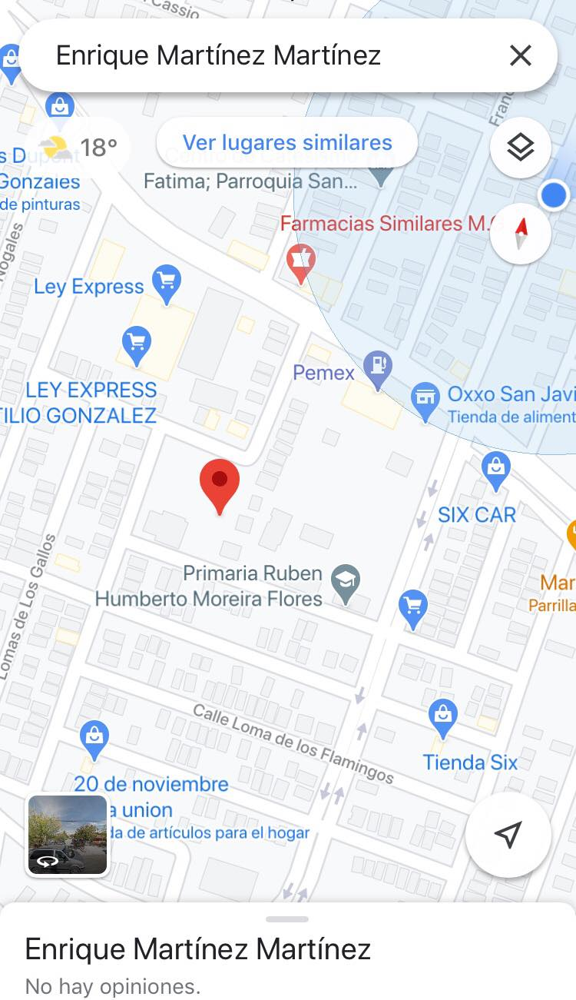 Cassio
Enrique Martínez Martínez
18°
Ver lugares similares
Gonzales
de pinturas
Fatima; Parroquia San...
Nogales
Farmacias Similares M.
Ley Express
Pemex
LEY EXPRESS
TILIO GONZALEZ
Oxxo San Javi
Tienda de aliment
SIX CAR
Primaria Ruben
Humberto Moreira Flores
Mar
Parrilla
Lomas de Los Gallos
Calle Loma de los Flamingos
Tienda Six
20 de noviembre
a union
da de artículos para el hogar
Enrique Martínez Martínez
No hay opiniones.